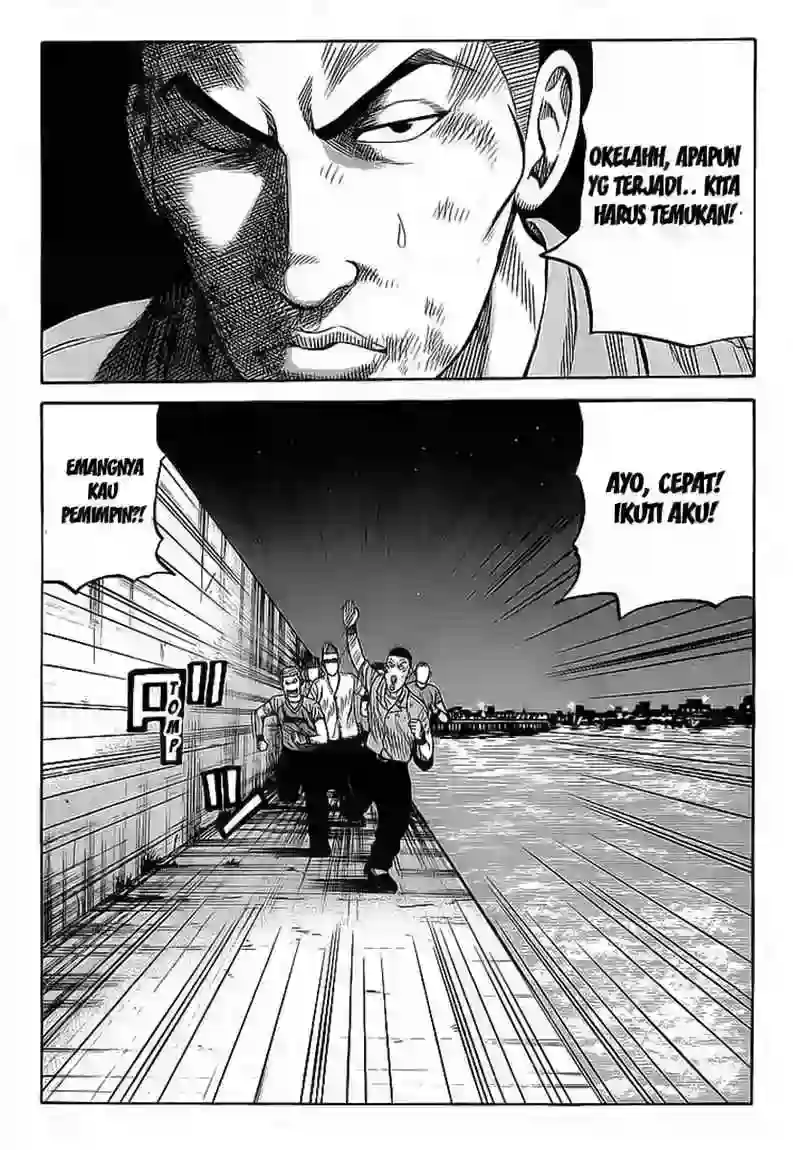 OKELAHH, APAPUN
YG TERJADI.. KITA
HARUS TEMUKAN!
AYO, CEPAT!
IKUTI AKU!
EMANGNYA
KAU
PEMIMPIN?!
TOMP